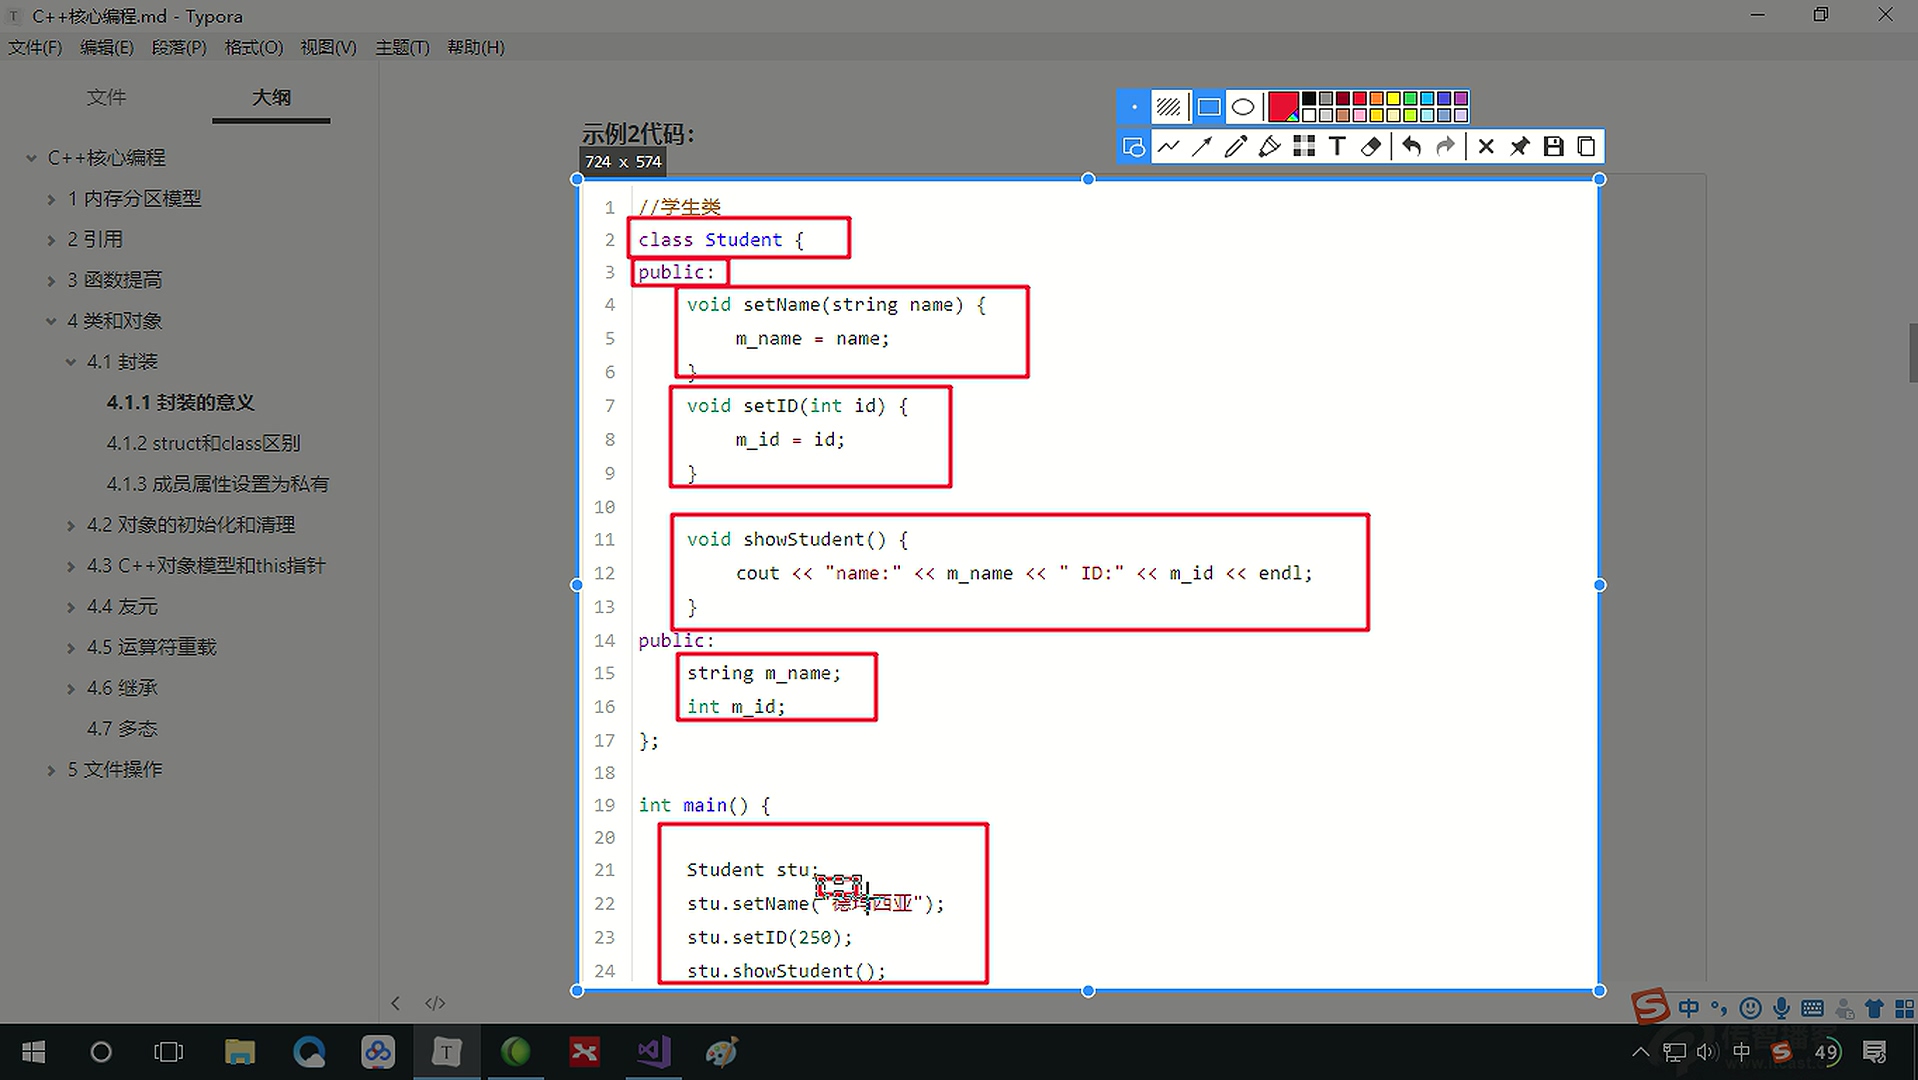 C++核心编程.md - Typora
文件(F) 编辑(E) 段落(P) 格式(O) 视图(V) 主题(T) 帮助(H)
文件 大纲
C++核心编程
1 内存分区模型
2 引用
3 函数提高
4 类和对象
4.1 封装
4.1.1 封装的意义
4.1.2 struct和class区别
4.1.3 成员属性设置为私有
4.2 对象的初始化和清理
4.3 C++对象模型和this指针
4.4 友元
4.5 运算符重载
4.6 继承
4.7 多态
5 文件操作
示例2代码：
724 x 574
1 //学生类
2 class Student {
3 public:
4 void setName(string name) {
5 m_name = name;
6 }
7 void setID(int id) {
8 m_id = id;
9 }
10
11 void showStudent() {
12 cout << "name:" << m_name << " ID:" << m_id << endl;
13 }
14 public:
15 string m_name;
16 int m_id;
17 };
18
19 int main() {
20
21 Student stu;
22 stu.setName("德玛西亚");
23 stu.setID(250);
24 stu.showStudent();
中
中 49